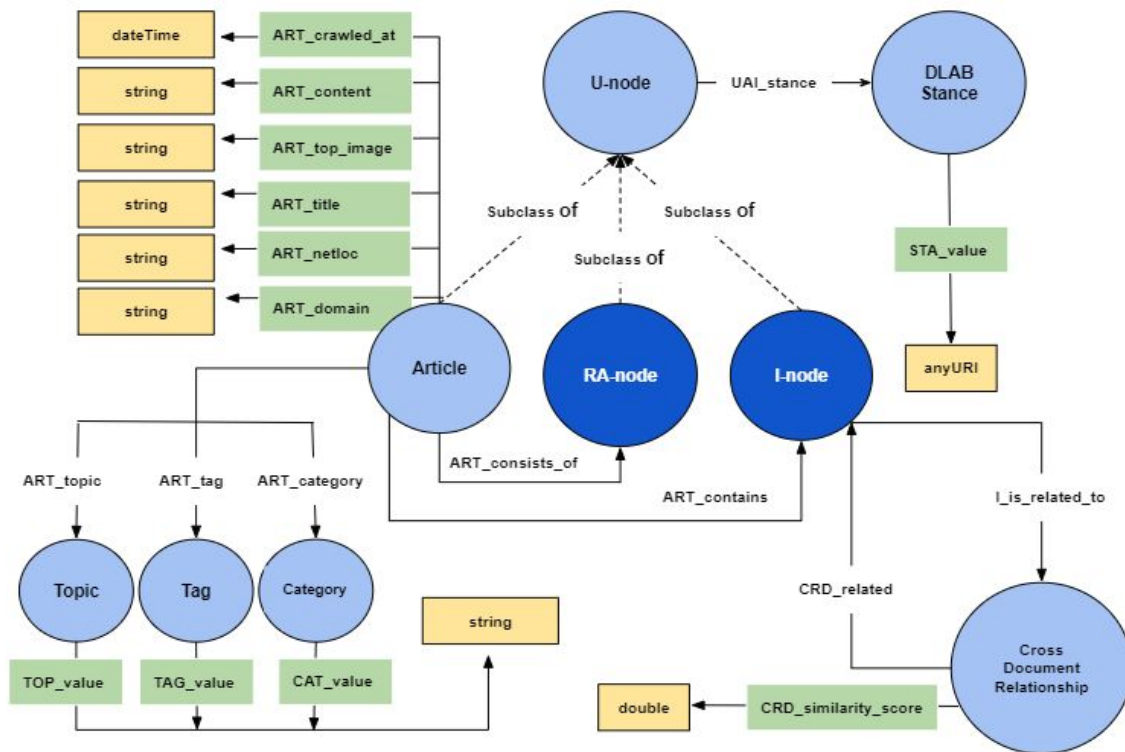 dateTime
ART_crawled_at
string
ART_content
string
ART_top_image
string
ART_title
string
ART_netloc
string
ART_domain
U-node
UAI_stance
DLAB
Stance
Subclass of
Subclass of
Subclass of
STA_value
anyURI
Article
RA-node
I-node
ART_consists_of
ART_contains
I_is_related_to
ART_topic
ART_tag
ART_category
Topic
Tag
Category
CRD_related
string
TOP_value
TAG_value
CAT_value
Cross
Document
Relationship
double
CRD_similarity_score